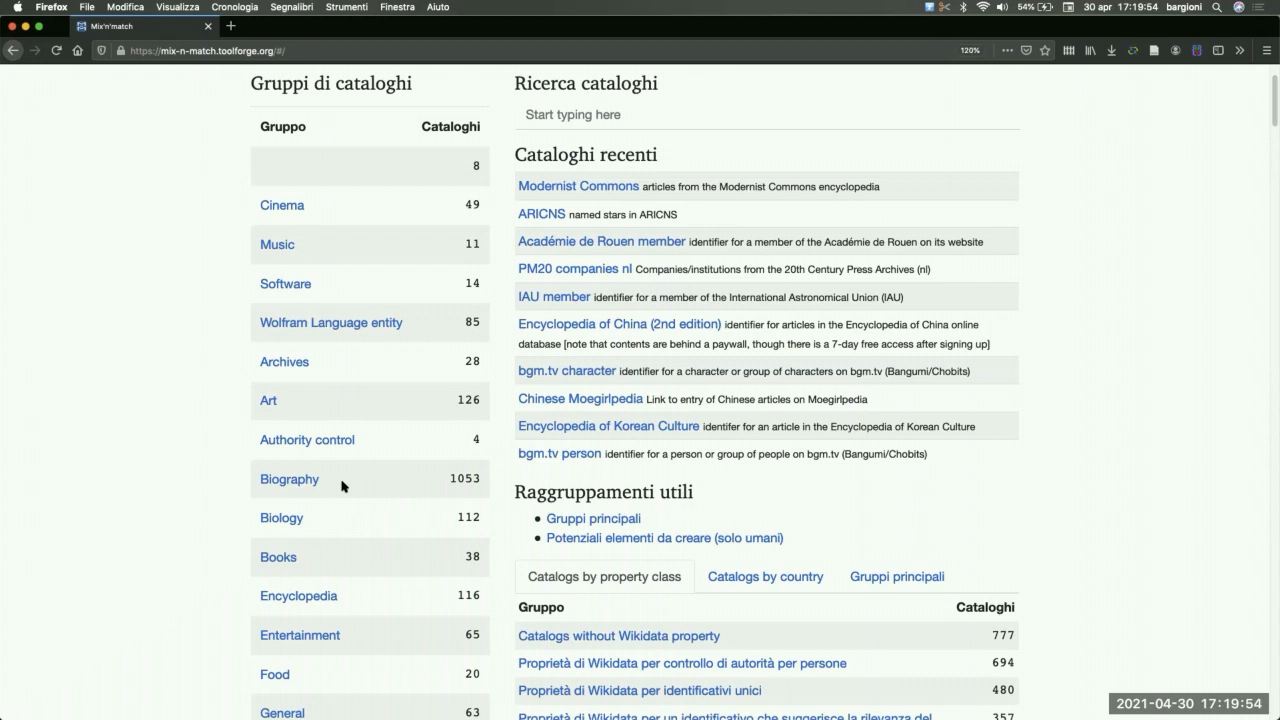 Firefox File Modifica Visualizza Cronologia Segnalibri Strumenti Finestra Aiuto 54% 30 apr 17:19:54 bargioni
Mix'n'match
https://mix-n-match.toolforge.org/#/ 120%
Gruppi di cataloghi
Gruppo Cataloghi
8
Cinema 49
Music 11
Software 14
Wolfram Language entity 85
Archives 28
Art 126
Authority control 4
Biography 1053
Biology 112
Books 38
Encyclopedia 116
Entertainment 65
Food 20
General 63
Ricerca cataloghi
Start typing here
Cataloghi recenti
Modernist Commons articles from the Modernist Commons encyclopedia
ARICNS named stars in ARICNS
Académie de Rouen member identifier for a member of the Académie de Rouen on its website
PM20 companies nl Companies/institutions from the 20th Century Press Archives (nl)
IAU member identifier for a member of the International Astronomical Union (IAU)
Encyclopedia of China (2nd edition) identifier for articles in the Encyclopedia of China online
database [note that contents are behind a paywall, though there is a 7-day free access after signing up]
bgm.tv character identifier for a character or group of characters on bgm.tv (Bangumi/Chobits)
Chinese Moegirlpedia Link to entry of Chinese articles on Moegirlpedia
Encyclopedia of Korean Culture identifer for an article in the Encyclopedia of Korean Culture
bgm.tv person identifier for a person or group of people on bgm.tv (Bangumi/Chobits)
Raggruppamenti utili
Gruppi principali
Potenziali elementi da creare (solo umani)
Catalogs by property class Catalogs by country Gruppi principali
Gruppo Cataloghi
Catalogs without Wikidata property 777
Proprietà di Wikidata per controllo di autorità per persone 694
Proprietà di Wikidata per identificativi unici 480
Proprietà di Wikidata per un identificativo che suggerisce la rilevanza del 357
2021-04-30 17:19:54